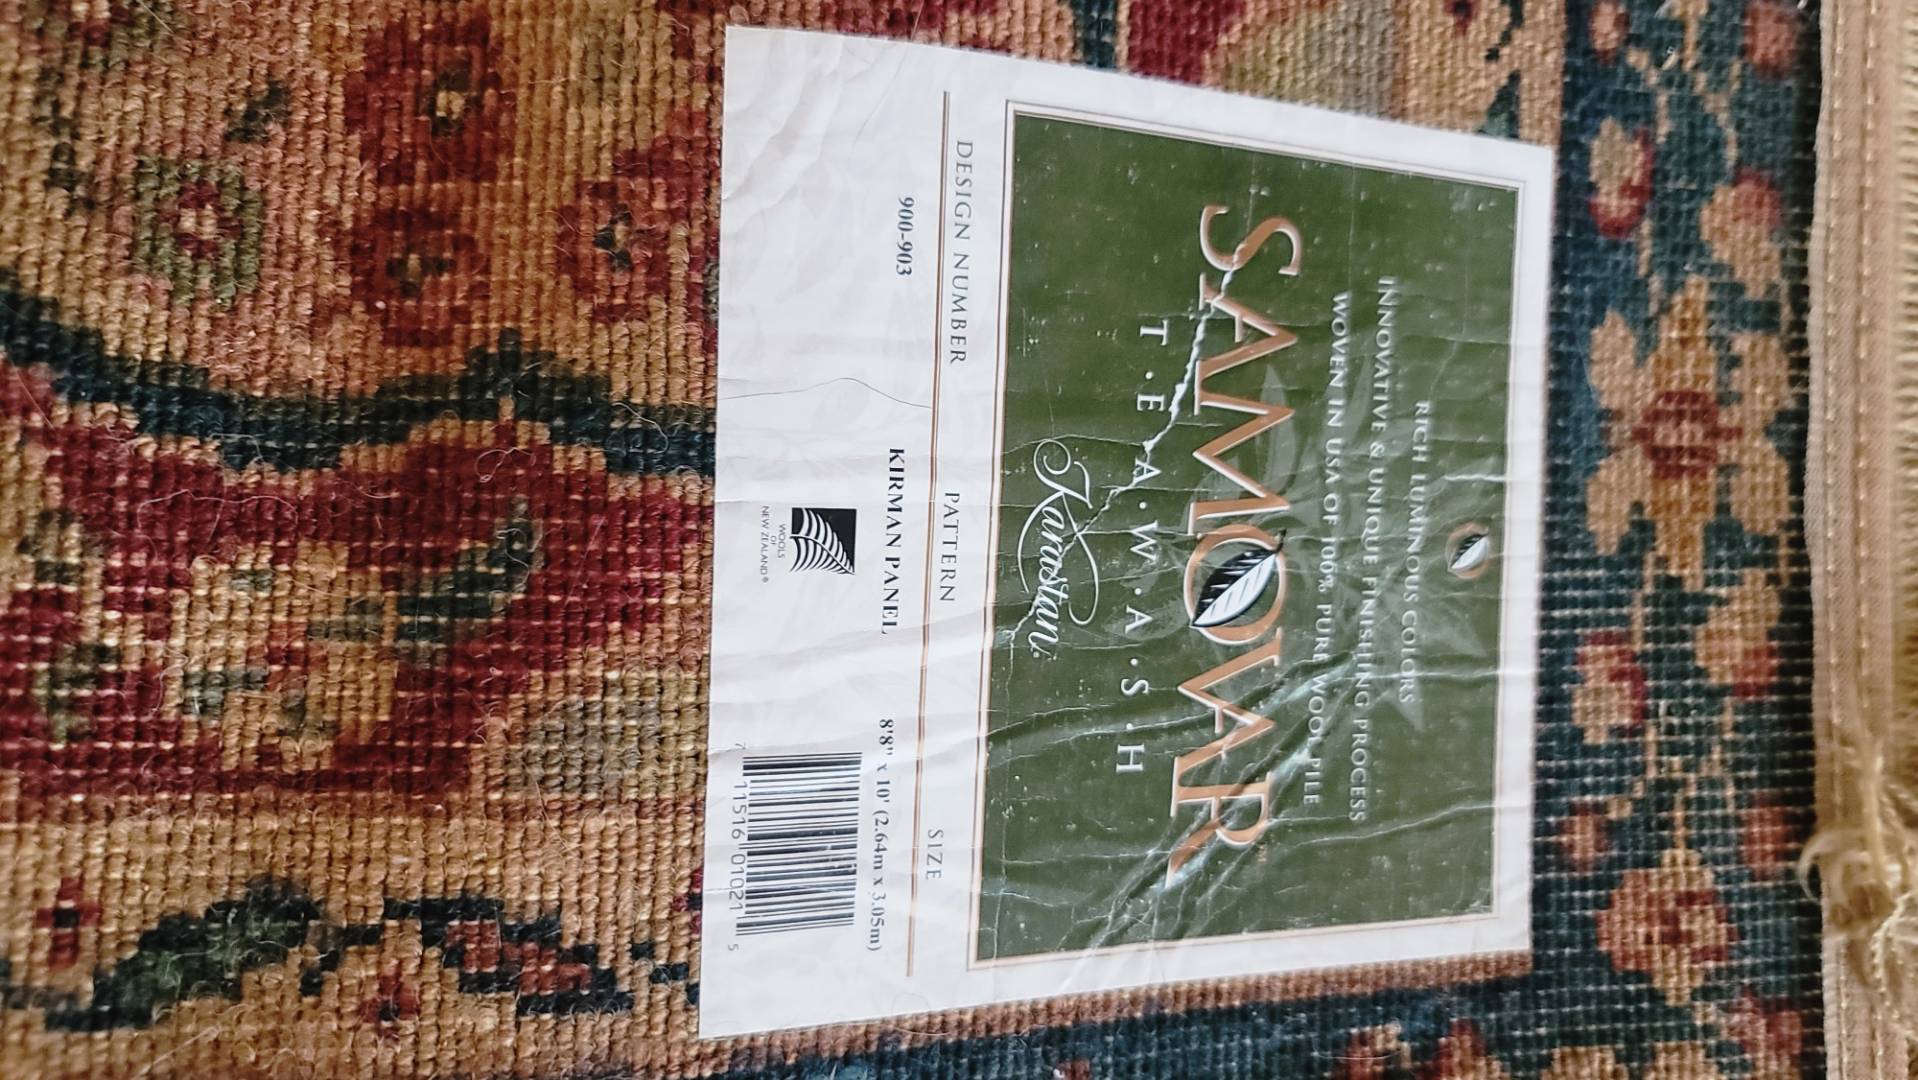 RICH LUMINOUS COLORS
INNOVATIVE & UNIQUE FINISHING PROCESS
WOVEN IN USA OF 100% PURE WOOL PILE
SAMOVAR™
T·E·A·W·A·S·H
Karastan®
DESIGN NUMBER PATTERN SIZE
900-903 KIRMAN PANEL 8'8" x 10' (2.64m x 3.05m)
WOOLS
OF
NEW ZEALAND®
7 11516 01021 5